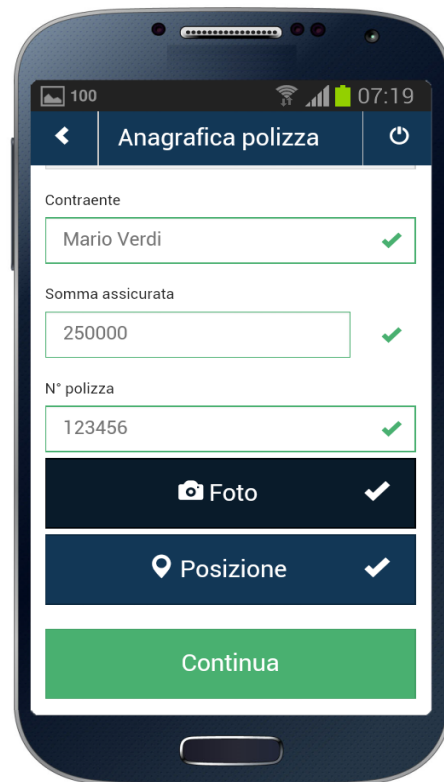 100 07:19
Anagrafica polizza
Contraente
Mario Verdi
Somma assicurata
250000
N° polizza
123456
Foto
Posizione
Continua